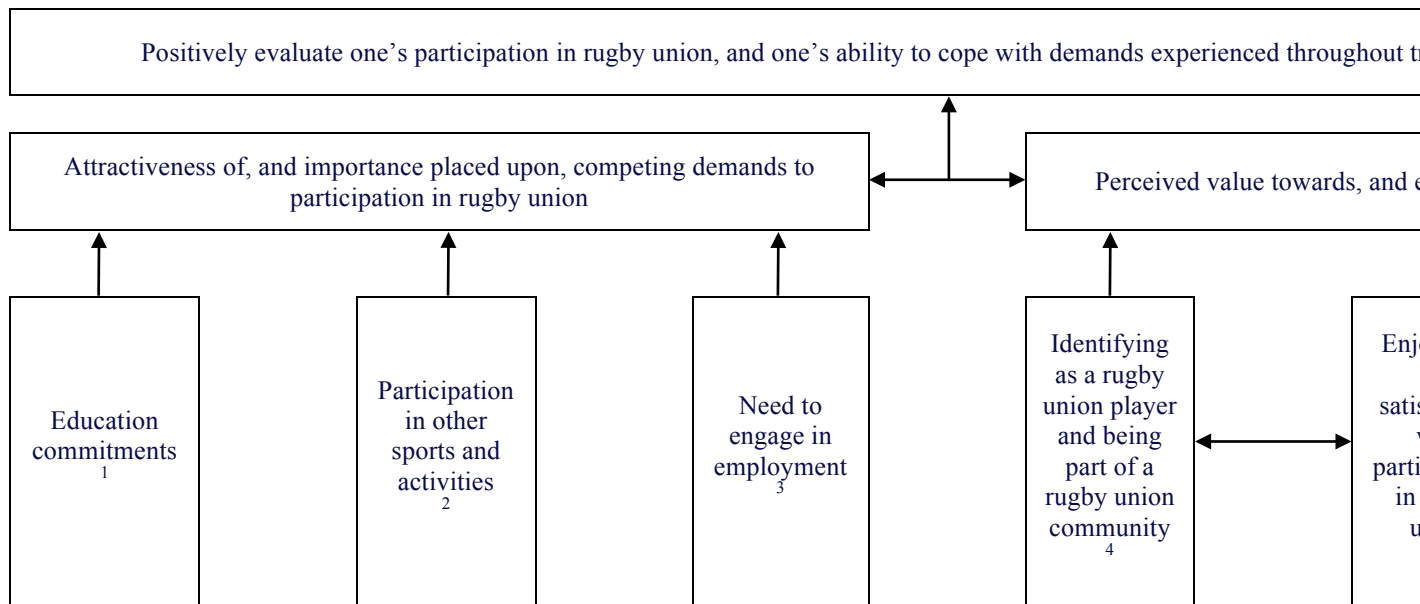 Positively evaluate one’s participation in rugby union, and one’s ability to cope with demands experienced throughout
Attractiveness of, and importance placed upon, competing demands to
participation in rugby union
Perceived value towards, and
Education
commitments
1
Participation
in other
sports and
activities
2
Need to
engage in
employment
3
Identifying
as a rugby
union player
and being
part of a
rugby union
community
4
in